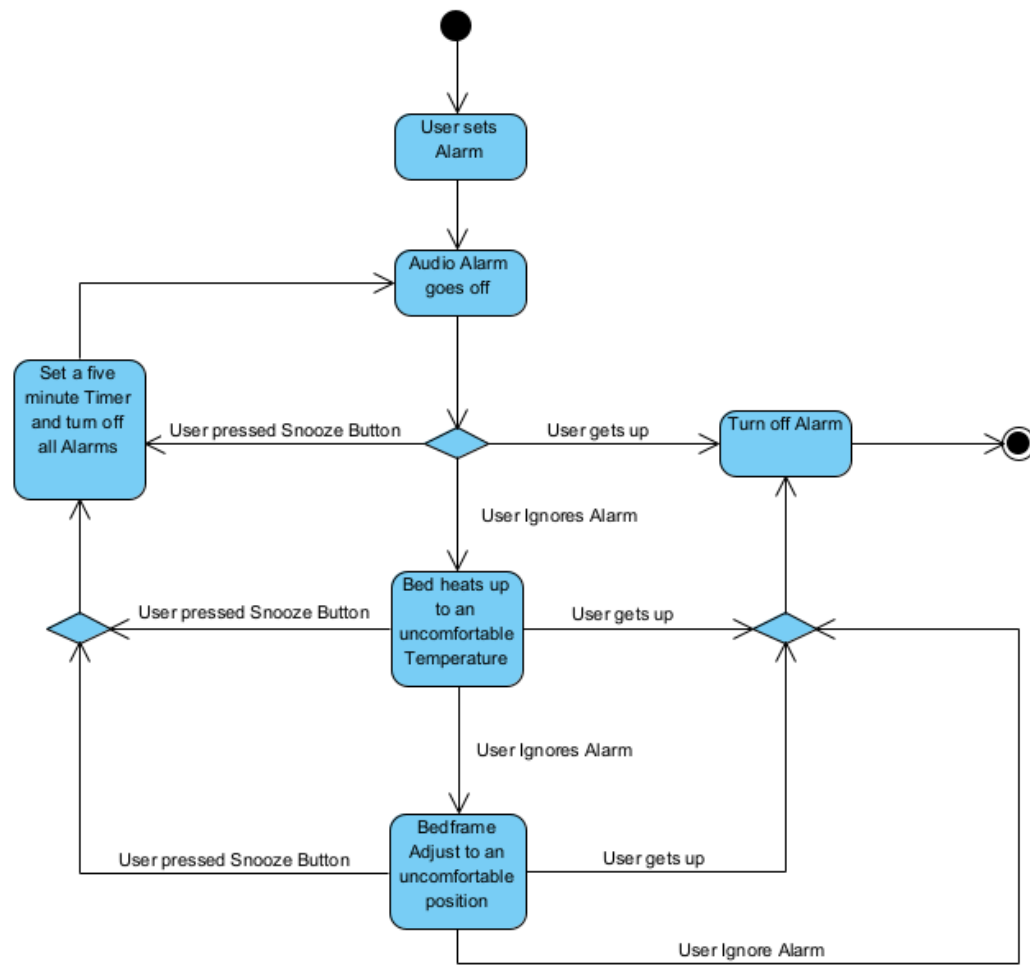 User sets
Alarm
Audio Alarm
goes off
Set a five
minute Timer
and turn off
all Alarms
User pressed Snooze Button
User gets up
Turn off Alarm
User Ignores Alarm
Bed heats up
to an
uncomfortable
Temperature
User pressed Snooze Button
User gets up
User Ignores Alarm
Bedframe
Adjust to an
uncomfortable
position
User pressed Snooze Button
User gets up
User Ignore Alarm